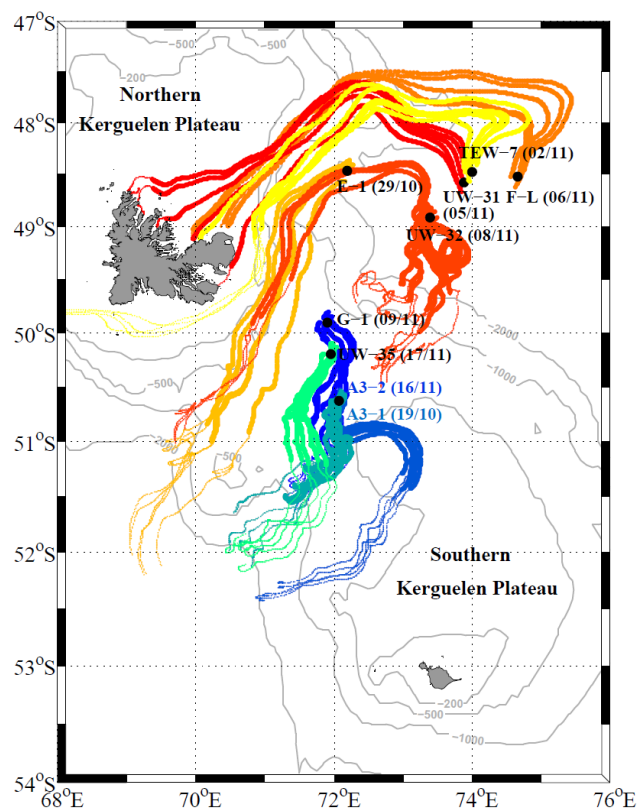 47°S
−500
−200
Northern
Kerguelen Plateau
48°S
TEW−7 (02/11)
E−1 (29/10)
UW−31 F−L (06/11)
(05/11)
49°S
UW−32 (08/11)
G−1 (09/11)
50°S
−2000
UW−35 (17/11)
−500
−1000
A3−2 (16/11)
A3−1 (19/10)
51°S
−2000
−500
52°S
Southern
Kerguelen Plateau
53°S
−200
−500
−1000
54°S
68°E
70°E
72°E
74°E
76°E